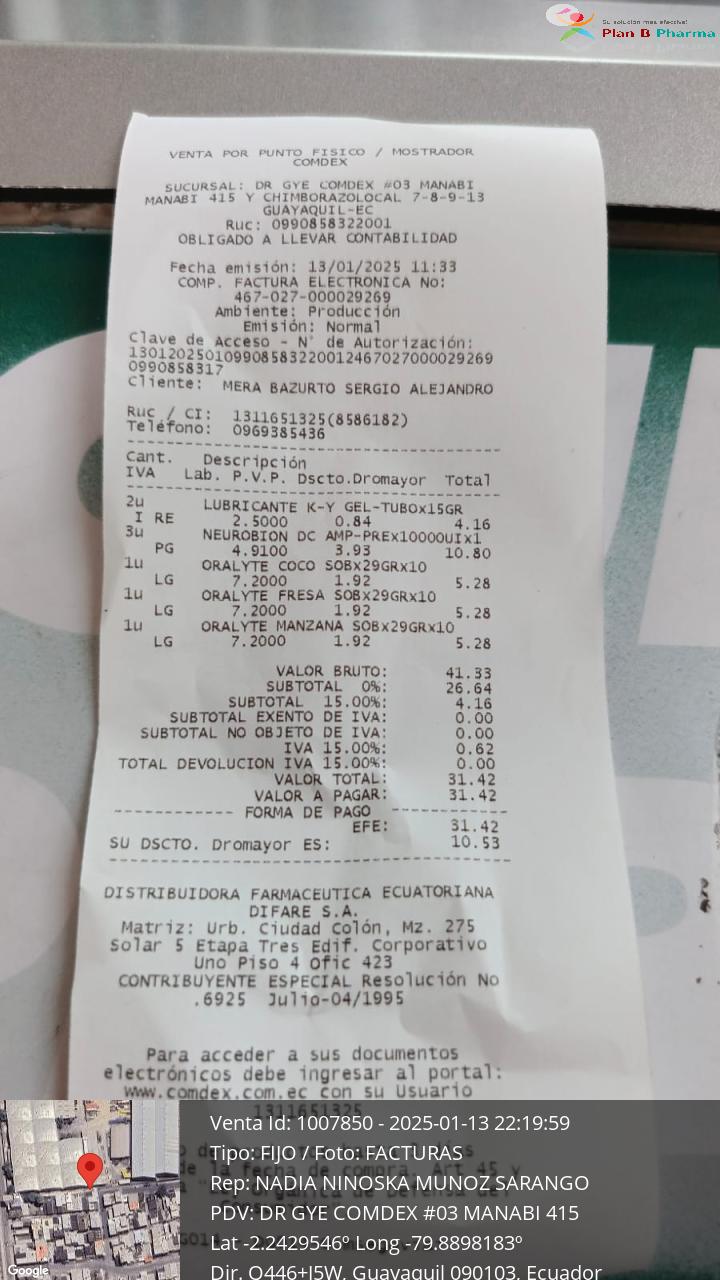 Su solución más efectiva!
Plan B Pharma
VENTA POR PUNTO FISICO / MOSTRADOR
COMDEX
SUCURSAL: DR GYE COMDEX #03 MANABI
MANABI 415 Y CHIMBORAZOLOCAL 7-8-9-13
GUAYAQUIL-EC
Ruc: 0990858322001
OBLIGADO A LLEVAR CONTABILIDAD
Fecha emisión: 13/01/2025 11:33
COMP. FACTURA ELECTRONICA No:
467-027-000029269
Ambiente: Producción
Emisión: Normal
Clave de Acceso - N° de Autorización:
130120250109908583220012467027000029269
0990858317
Cliente: MERA BAZURTO SERGIO ALEJANDRO
Ruc / CI: 1311651325(8586182)
Teléfono: 0969385436
Cant. Descripción
IVA Lab. P.V.P. Dscto.Dromayor Total
2u LUBRICANTE K-Y GEL-TUBOx15GR
I RE 2.5000 0.84 4.16
3u NEUROBION DC AMP-PREx10000UIx1
PG 4.9100 3.93 10.80
1u ORALYTE COCO SOBx29GRx10
LG 7.2000 1.92 5.28
1u ORALYTE FRESA SOBx29GRx10
LG 7.2000 1.92 5.28
1u ORALYTE MANZANA SOBx29GRx10
LG 7.2000 1.92 5.28
VALOR BRUTO: 41.33
SUBTOTAL 0%: 26.64
SUBTOTAL 15.00%: 4.16
SUBTOTAL EXENTO DE IVA: 0.00
SUBTOTAL NO OBJETO DE IVA: 0.00
IVA 15.00%: 0.62
TOTAL DEVOLUCION IVA 15.00%: 0.00
VALOR TOTAL: 31.42
VALOR A PAGAR: 31.42
------------ FORMA DE PAGO ------------
EFE: 31.42
SU DSCTO. Dromayor ES: 10.53
DISTRIBUIDORA FARMACEUTICA ECUATORIANA
DIFARE S.A.
Matriz: Urb. Ciudad Colón, Mz. 275
Solar 5 Etapa Tres Edif. Corporativo
Uno Piso 4 Ofic 423
CONTRIBUYENTE ESPECIAL Resolución No
.6925 Julio-04/1995
Para acceder a sus documentos
electrónicos debe ingresar al portal:
www.comdex.com.ec con su Usuario
1311651325
de la fecha de compra. Art 45 y
Venta Id: 1007850 - 2025-01-13 22:19:59
Tipo: FIJO / Foto: FACTURAS
Rep: NADIA NINOSKA MUNOZ SARANGO
PDV: DR GYE COMDEX #03 MANABI 415
Lat -2.2429546º Long -79.8898183º
Dir. Q446+J5W, Guayaquil 090103, Ecuador
Google